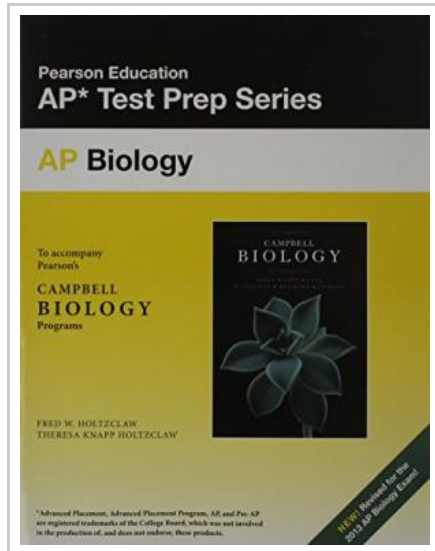 Pearson Education
AP* Test Prep Series
AP Biology
To accompany
Pearson's
CAMPBELL
BIOLOGY
Programs
CAMPBELL
BIOLOGY
FRED W. HOLTZCLAW
THERESA KNAPP HOLTZCLAW
*Advanced Placement, Advanced Placement Program, AP, and Pre-AP
are registered trademarks of the College Board, which was not involved
in the production of, and does not endorse, these products.
NEW! Revised for the
2013 AP Biology Exam!